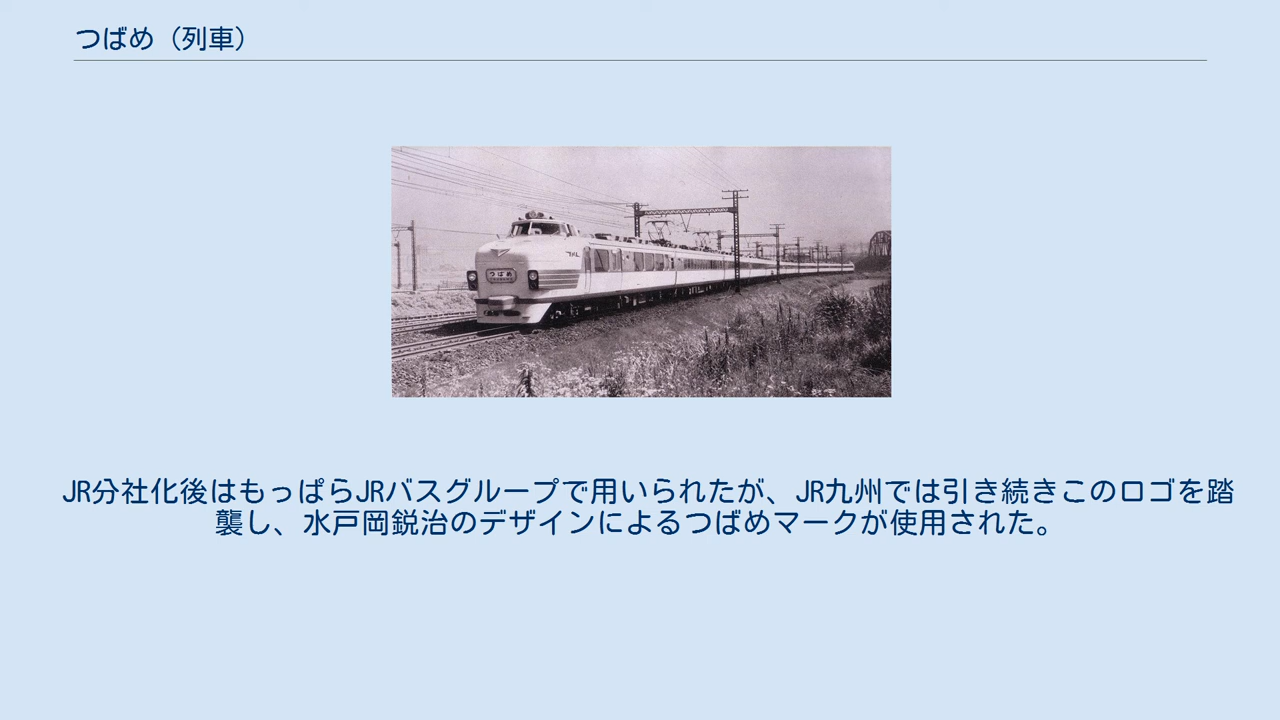 つばめ（列車）
つばめ
JR分社化後はもっぱらJRバスグループで用いられたが、JR九州では引き続きこのロゴを踏
襲し、水戸岡鋭治のデザインによるつばめマークが使用された。